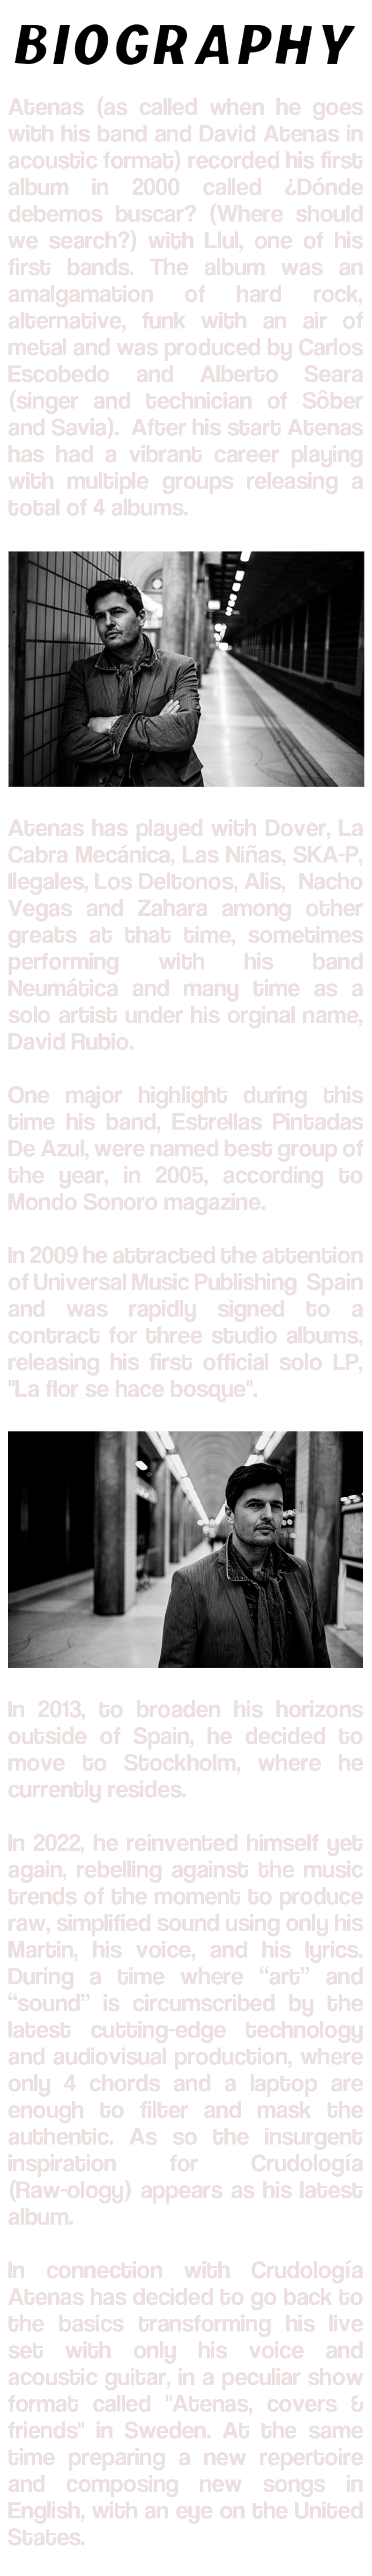 BIOGRAPHY
Atenas (as called when he goes
with his band and David Atenas in
acoustic format) recorded his first
album in 2000 called ¿Dónde
debemos buscar? (Where should
we search?) with Llul, one of his
first bands. The album was an
amalgamation of hard rock,
alternative, funk with an air of
metal and was produced by Carlos
Escobedo and Alberto Seara
(singer and technician of Sôber
and Savia). After his start Atenas
has had a vibrant career playing
with multiple groups releasing a
total of 4 albums.
Atenas has played with Dover, La
Cabra Mecánica, Las Niñas, SKA-P,
Ilegales, Los Deltonos, Alis, Nacho
Vegas and Zahara among other
greats at that time, sometimes
performing with his band
Neumática and many time as a
solo artist under his orginal name,
David Rubio.
One major highlight during this
time his band, Estrellas Pintadas
De Azul, were named best group of
the year, in 2005, according to
Mondo Sonoro magazine.
In 2009 he attracted the attention
of Universal Music Publishing Spain
and was rapidly signed to a
contract for three studio albums,
releasing his first official solo LP,
"La flor se hace bosque".
In 2013, to broaden his horizons
outside of Spain, he decided to
move to Stockholm, where he
currently resides.
In 2022, he reinvented himself yet
again, rebelling against the music
trends of the moment to produce
raw, simplified sound using only his
Martin, his voice, and his lyrics.
During a time where “art” and
“sound” is circumscribed by the
latest cutting-edge technology
and audiovisual production, where
only 4 chords and a laptop are
enough to filter and mask the
authentic. As so the insurgent
inspiration for Crudología
(Raw-ology) appears as his latest
album.
In connection with Crudología
Atenas has decided to go back to
the basics transforming his live
set with only his voice and
acoustic guitar, in a peculiar show
format called "Atenas, covers &
friends" in Sweden. At the same
time preparing a new repertoire
and composing new songs in
English, with an eye on the United
States.